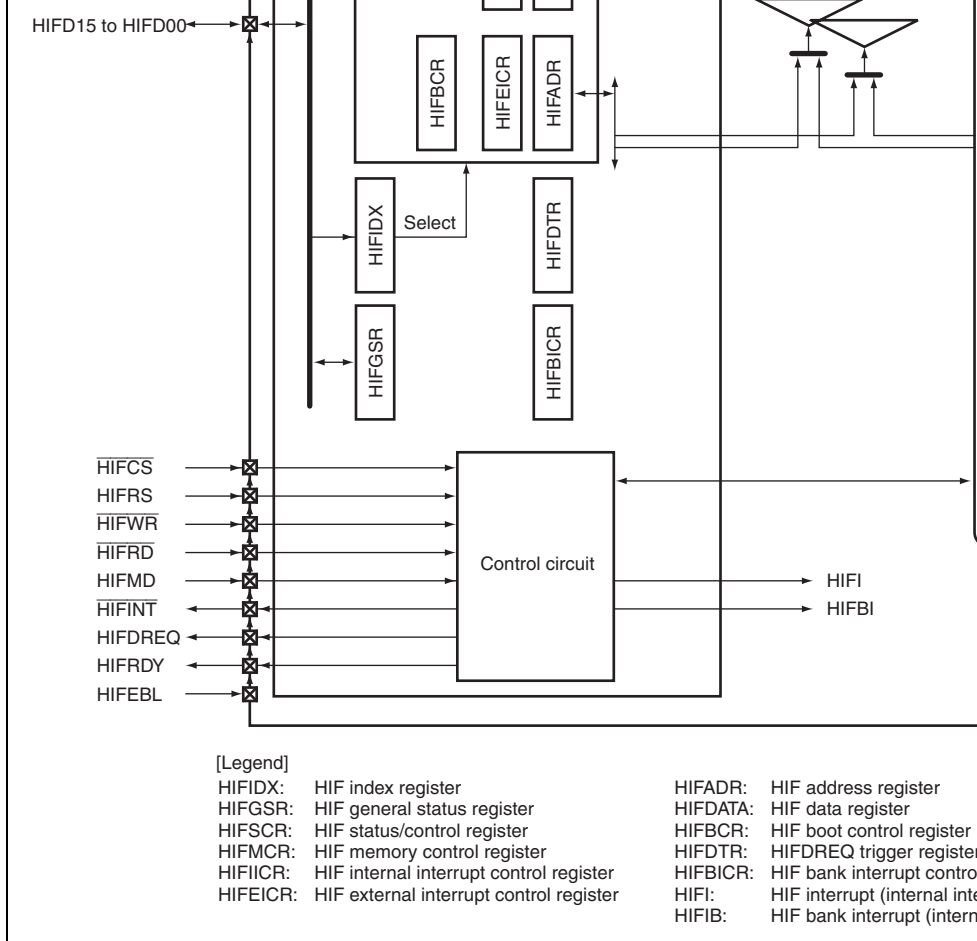 HIFD15 to HIFD00
HIFBCR
HIFEICR
HIFADR
HIFIDX
Select
HIFDTR
HIFGSR
HIFBICR
HIFCS
HIFRS
HIFWR
HIFRD
HIFMD
HIFINT
HIFDREQ
HIFRDY
HIFEBL
Control circuit
HIFI
HIFBI
[Legend]
HIFIDX: HIF index register
HIFGSR: HIF general status register
HIFSCR: HIF status/control register
HIFMCR: HIF memory control register
HIFIICR: HIF internal interrupt control register
HIFEICR: HIF external interrupt control register
HIFADR: HIF address register
HIFDATA: HIF data register
HIFBCR: HIF boot control register
HIFDTR: HIFDREQ trigger register
HIFBICR: HIF bank interrupt contro
HIFI: HIF interrupt (internal inte
HIFIB: HIF bank interrupt (intern